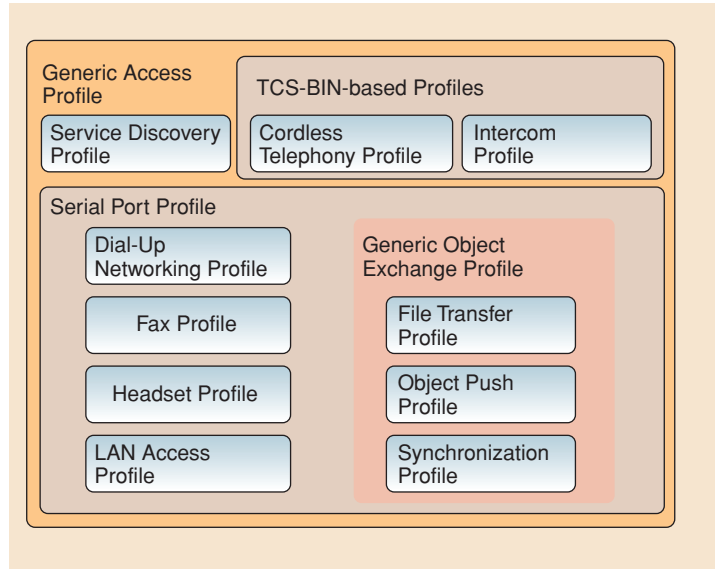 Generic Access
Profile
TCS-BIN-based Profiles
Service Discovery
Profile
Cordless
Telephony Profile
Intercom
Profile
Serial Port Profile
Dial-Up
Networking Profile
Fax Profile
Headset Profile
LAN Access
Profile
Generic Object
Exchange Profile
File Transfer
Profile
Object Push
Profile
Synchronization
Profile